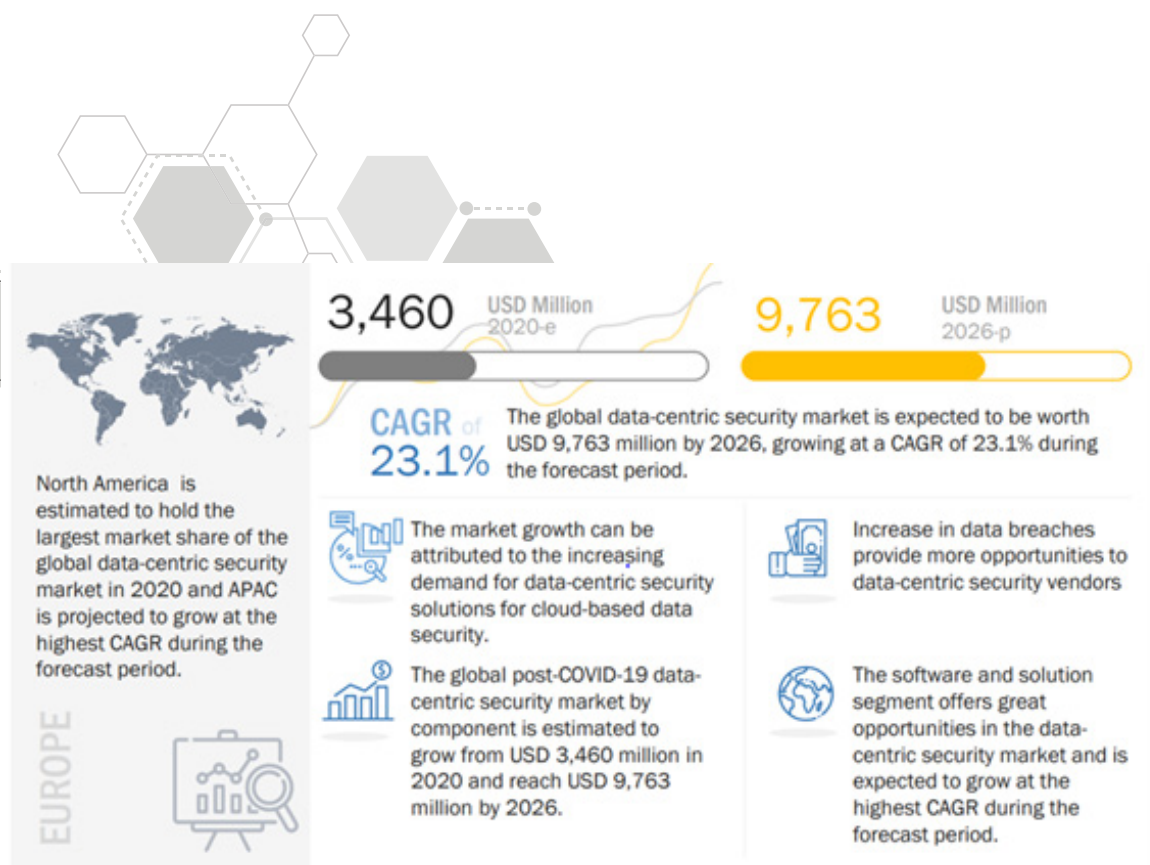 3,460
USD Million
2020-e
9,763
USD Million
2026-p
CAGR of
23.1%
The global data-centric security market is expected to be worth
USD 9,763 million by 2026, growing at a CAGR of 23.1% during
the forecast period.
North America is
estimated to hold the
largest market share of the
global data-centric security
market in 2020 and APAC
is projected to grow at the
highest CAGR during the
forecast period.
EUROPE
The market growth can be
attributed to the increasing
demand for data-centric security
solutions for cloud-based data
security.
Increase in data breaches
provide more opportunities to
data-centric security vendors
The global post-COVID-19 data-
centric security market by
component is estimated to
grow from USD 3,460 million in
2020 and reach USD 9,763
million by 2026.
The software and solution
segment offers great
opportunities in the data-
centric security market and is
expected to grow at the
highest CAGR during the
forecast period.